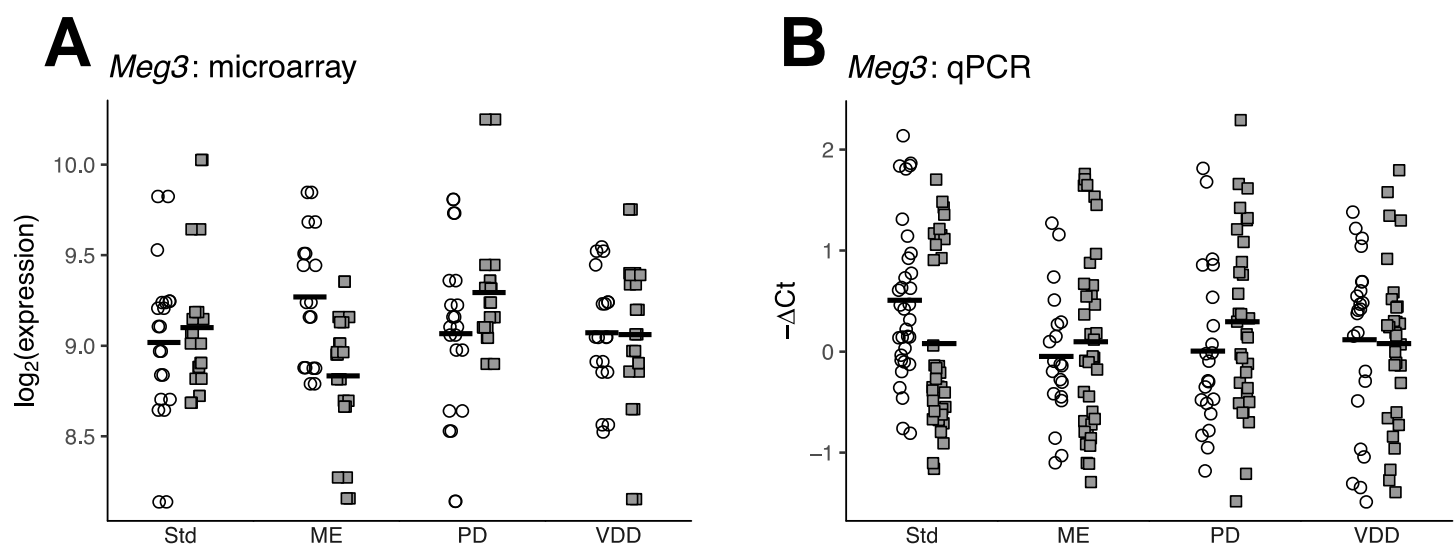 A
Meg3: microarray
log₂(expression)
10.0
9.5
9.0
8.5
Std ME PD VDD
B
Meg3: qPCR
−ΔCt
2
1
0
−1
Std ME PD VDD